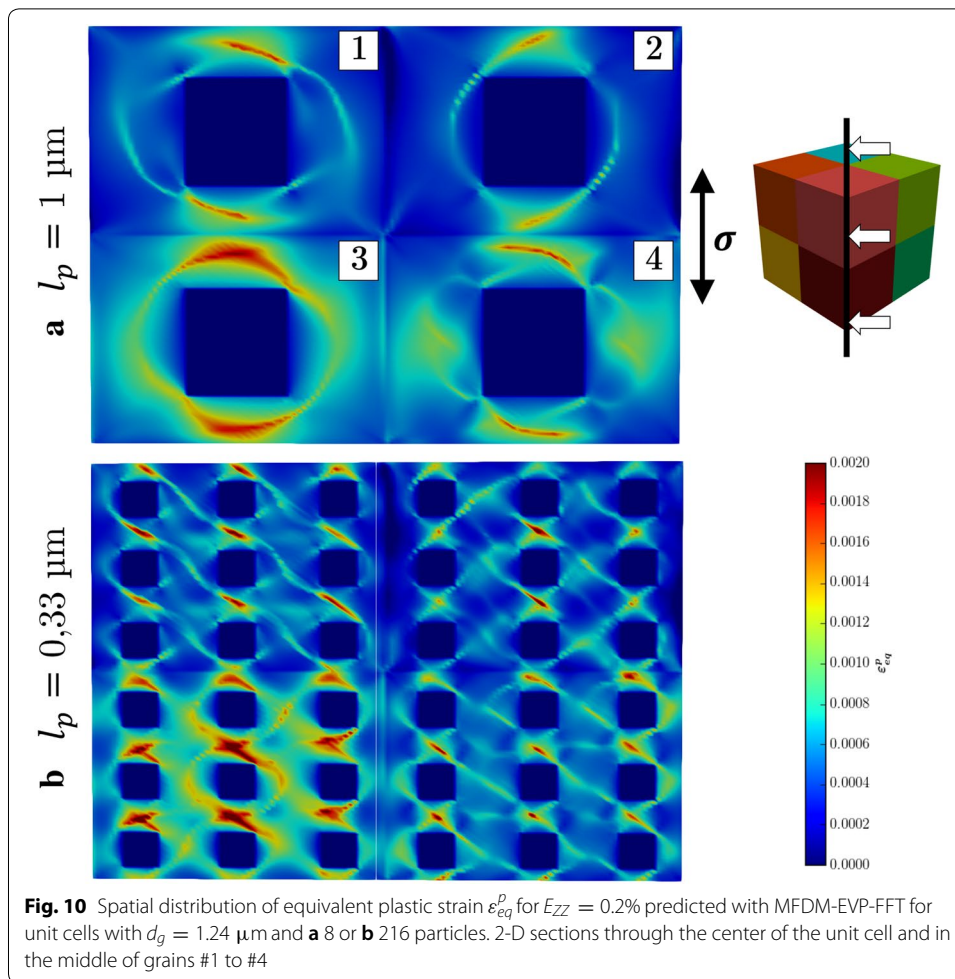 a l_p = 1 μm
1
2
3
4
σ
b l_p = 0,33 μm
0.0020
0.0018
0.0016
0.0014
0.0012
0.0010
0.0008
0.0006
0.0004
0.0002
0.0000
ε^p_eq
Fig. 10 Spatial distribution of equivalent plastic strain ε^p_eq for E_ZZ = 0.2% predicted with MFDM-EVP-FFT for
unit cells with d_g = 1.24 μm and a 8 or b 216 particles. 2-D sections through the center of the unit cell and in
the middle of grains #1 to #4